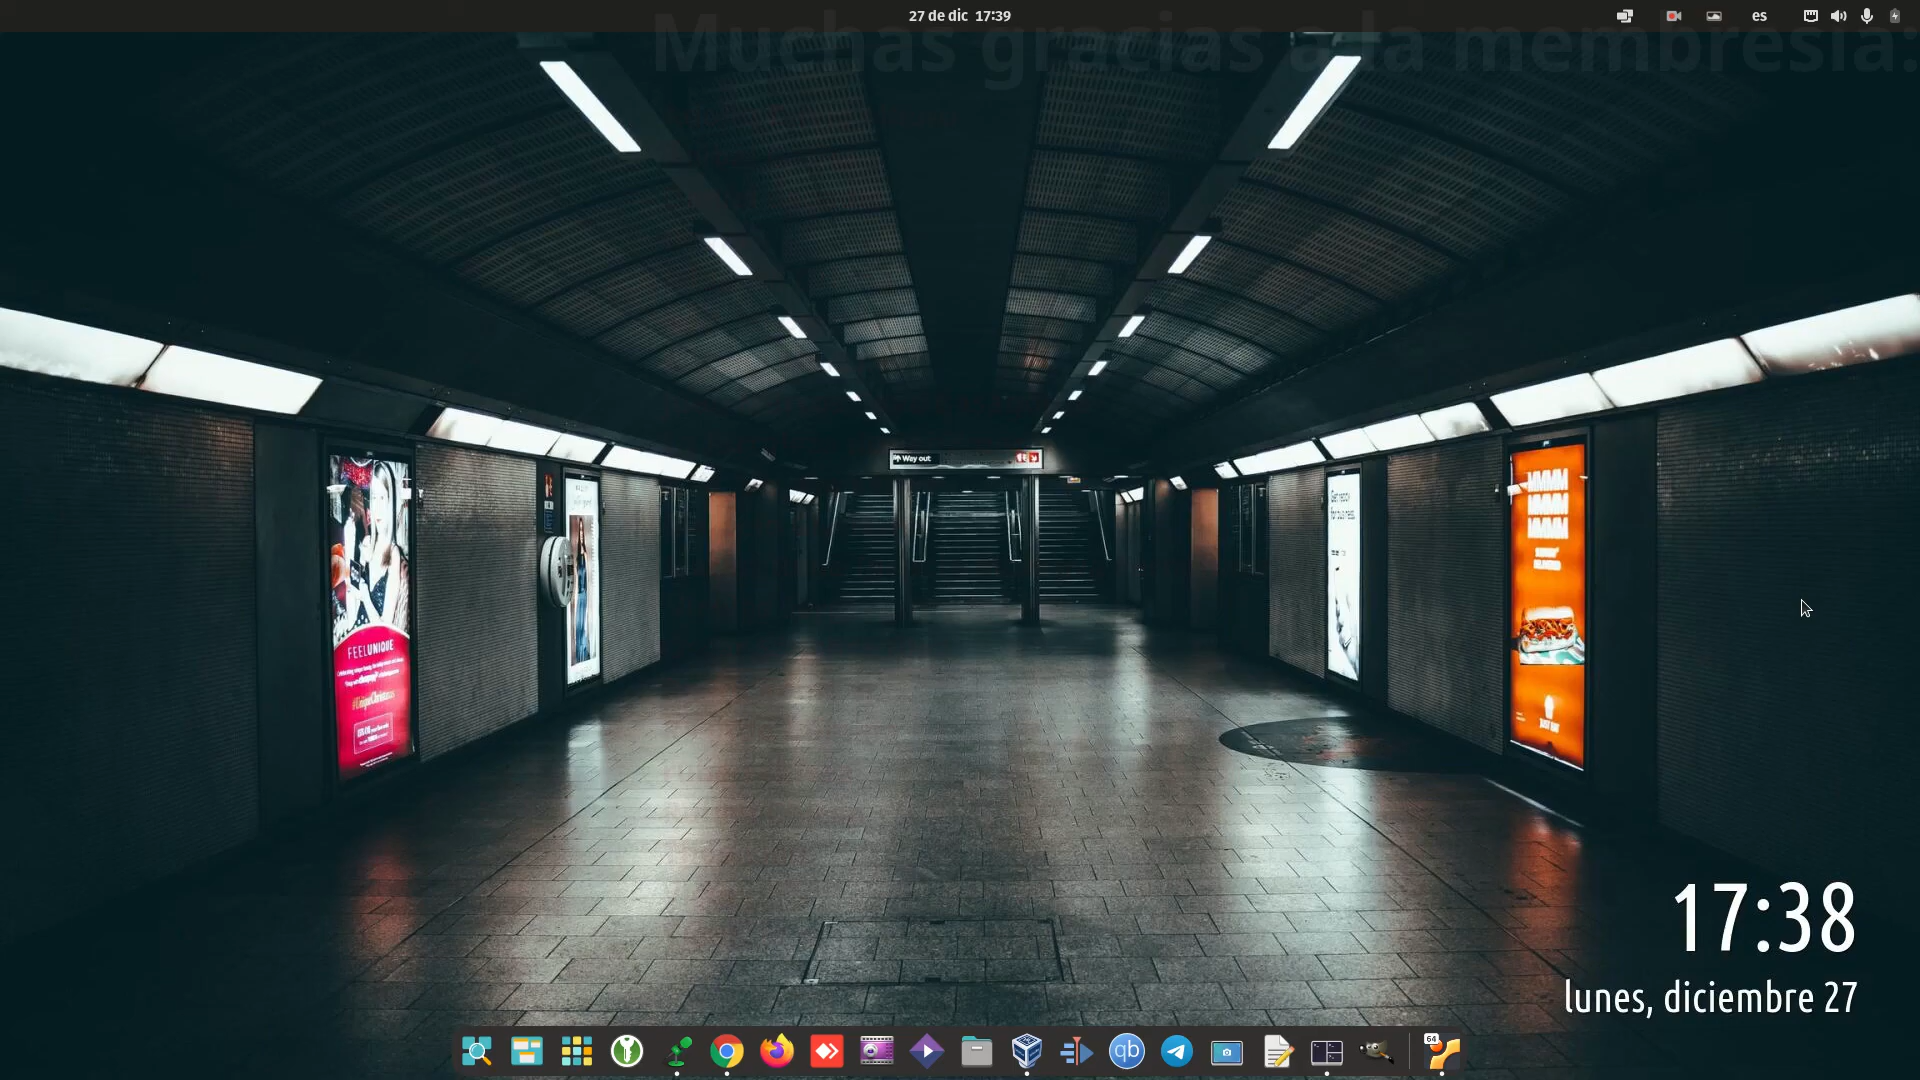 27 de dic 17:39
es
Muchas gracias a la membresía:
Way out
FEELUNIQUE
MMMM
MMMM
MMMM
17:38
lunes, diciembre 27
qb
64